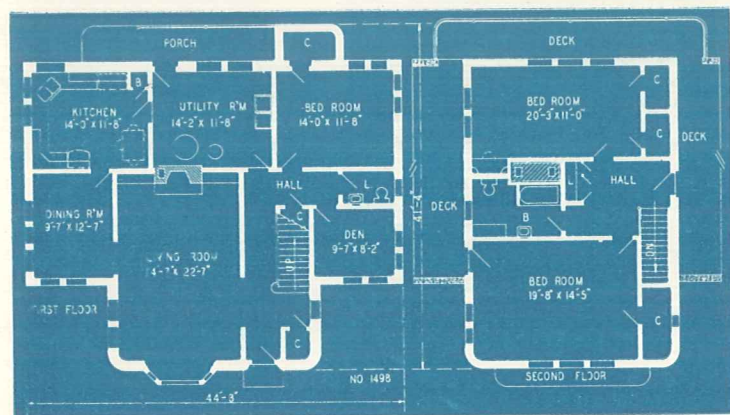 PORCH
C
KITCHEN
14'-0" X 11'-8"
B
UTILITY R'M
14'-2" X 11'-8"
BED ROOM
14'-0" X 11'-8"
DINING R'M
9'-7" X 12'-7"
HALL
L
C
LIVING ROOM
14'-7" X 22'-7"
UP
DEN
9'-7" X 8'-2"
FIRST FLOOR
C
44'-3"
NO 1498
41'-4"
DECK
BED ROOM
20'-3" X 11'-0"
C
C
DECK
DECK
L
HALL
B
DN
BED ROOM
19'-8" X 14'-5"
C
SECOND FLOOR